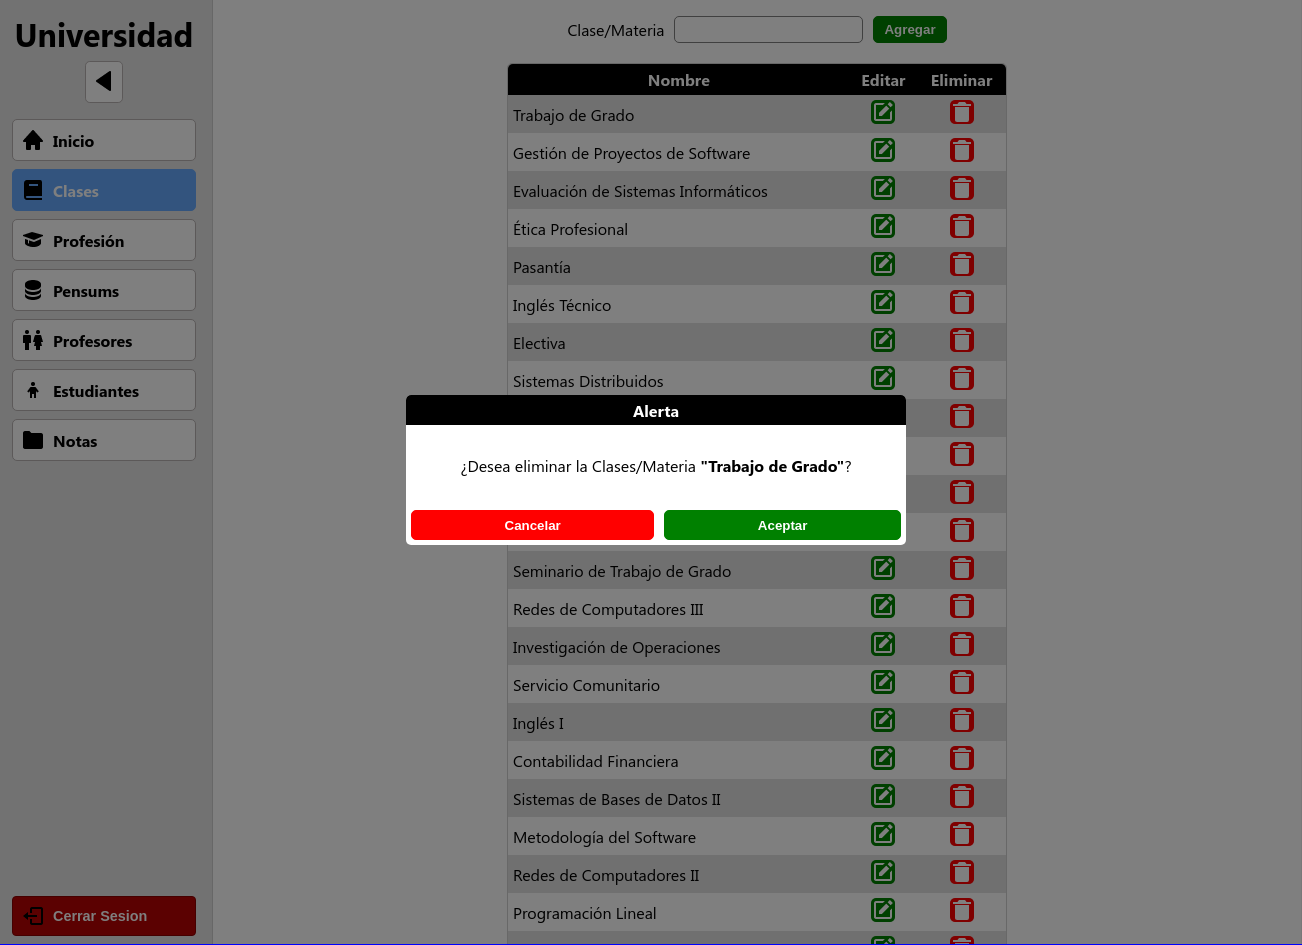 Universidad
Inicio
Clases
Profesión
Pensums
Profesores
Estudiantes
Notas
Cerrar Sesion
Clase/Materia
Agregar
Nombre Editar Eliminar
Trabajo de Grado
Gestión de Proyectos de Software
Evaluación de Sistemas Informáticos
Ética Profesional
Pasantía
Inglés Técnico
Electiva
Sistemas Distribuidos
Alerta
¿Desea eliminar la Clases/Materia "Trabajo de Grado"?
Cancelar Aceptar
Seminario de Trabajo de Grado
Redes de Computadores III
Investigación de Operaciones
Servicio Comunitario
Inglés I
Contabilidad Financiera
Sistemas de Bases de Datos II
Metodología del Software
Redes de Computadores II
Programación Lineal